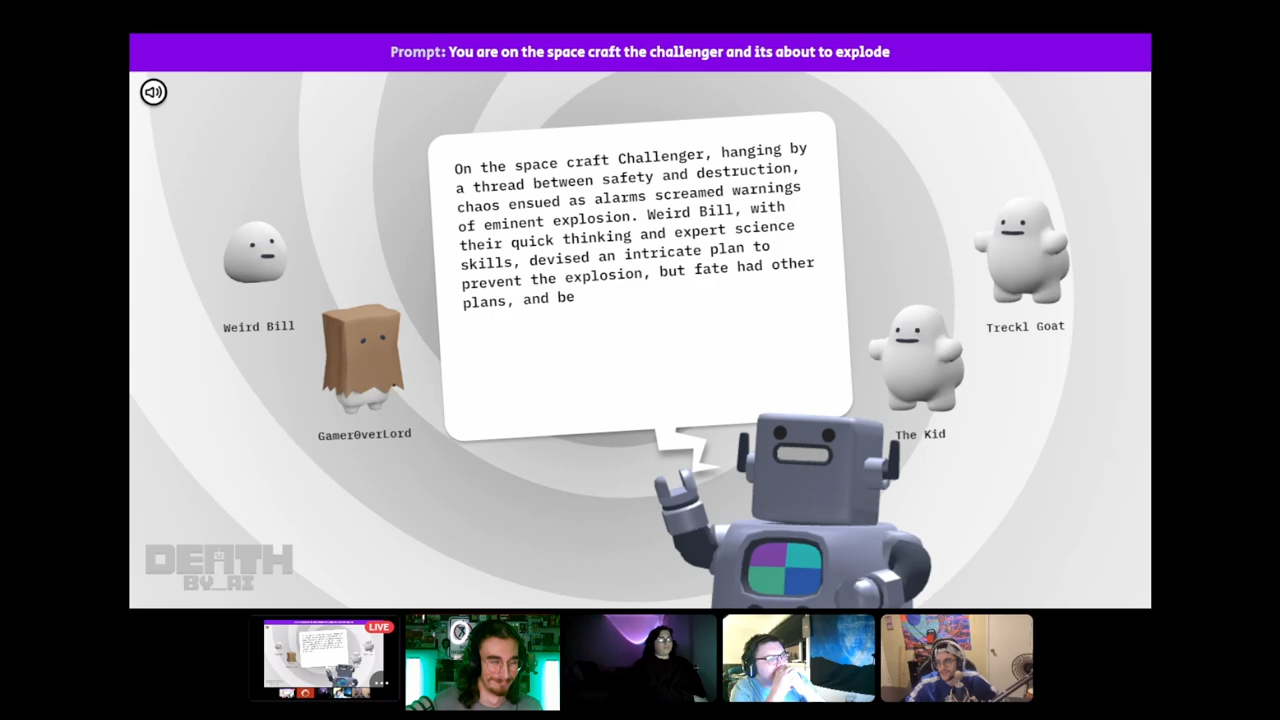 Prompt: You are on the space craft the challenger and its about to explode
On the space craft Challenger, hanging by
a thread between safety and destruction,
chaos ensued as alarms screamed warnings
of eminent explosion. Weird Bill, with
their quick thinking and expert science
skills, devised an intricate plan to
prevent the explosion, but fate had other
plans, and be
Weird Bill
Treckl Goat
GamerOverLord
The Kid
DEATH
BY_AI
LIVE